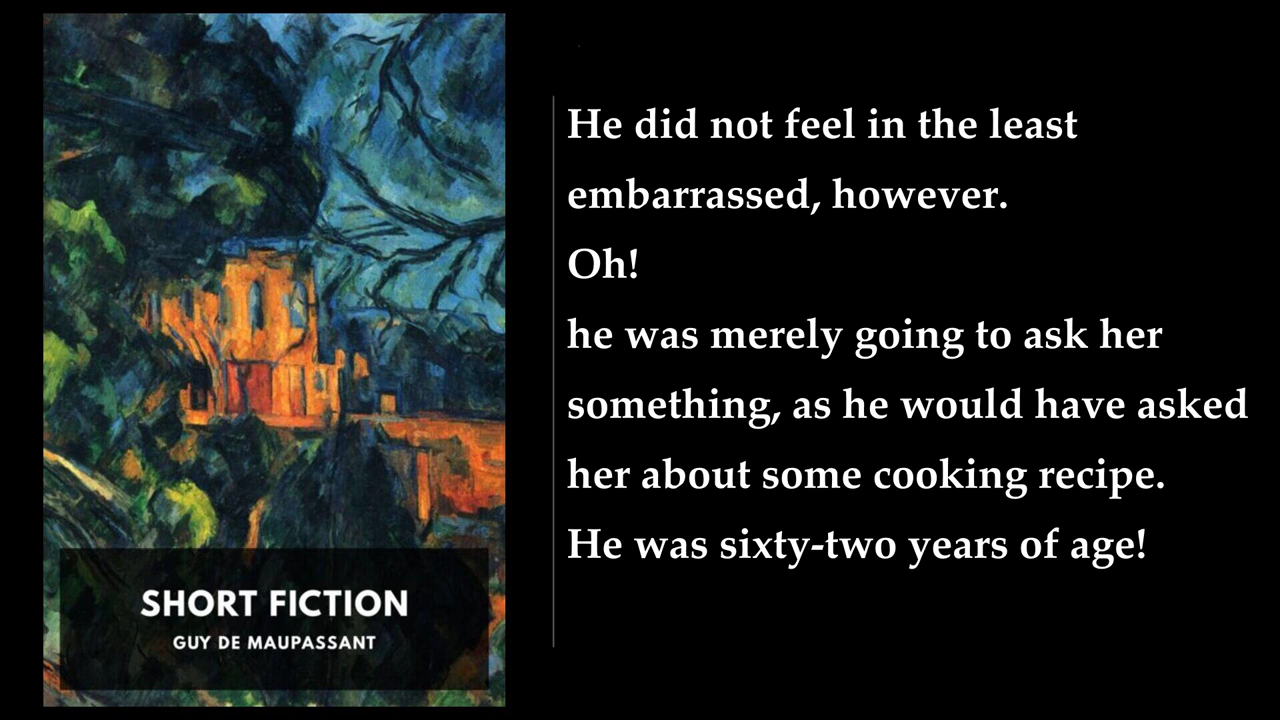 SHORT FICTION
GUY DE MAUPASSANT
He did not feel in the least
embarrassed, however.
Oh!
he was merely going to ask her
something, as he would have asked
her about some cooking recipe.
He was sixty-two years of age!